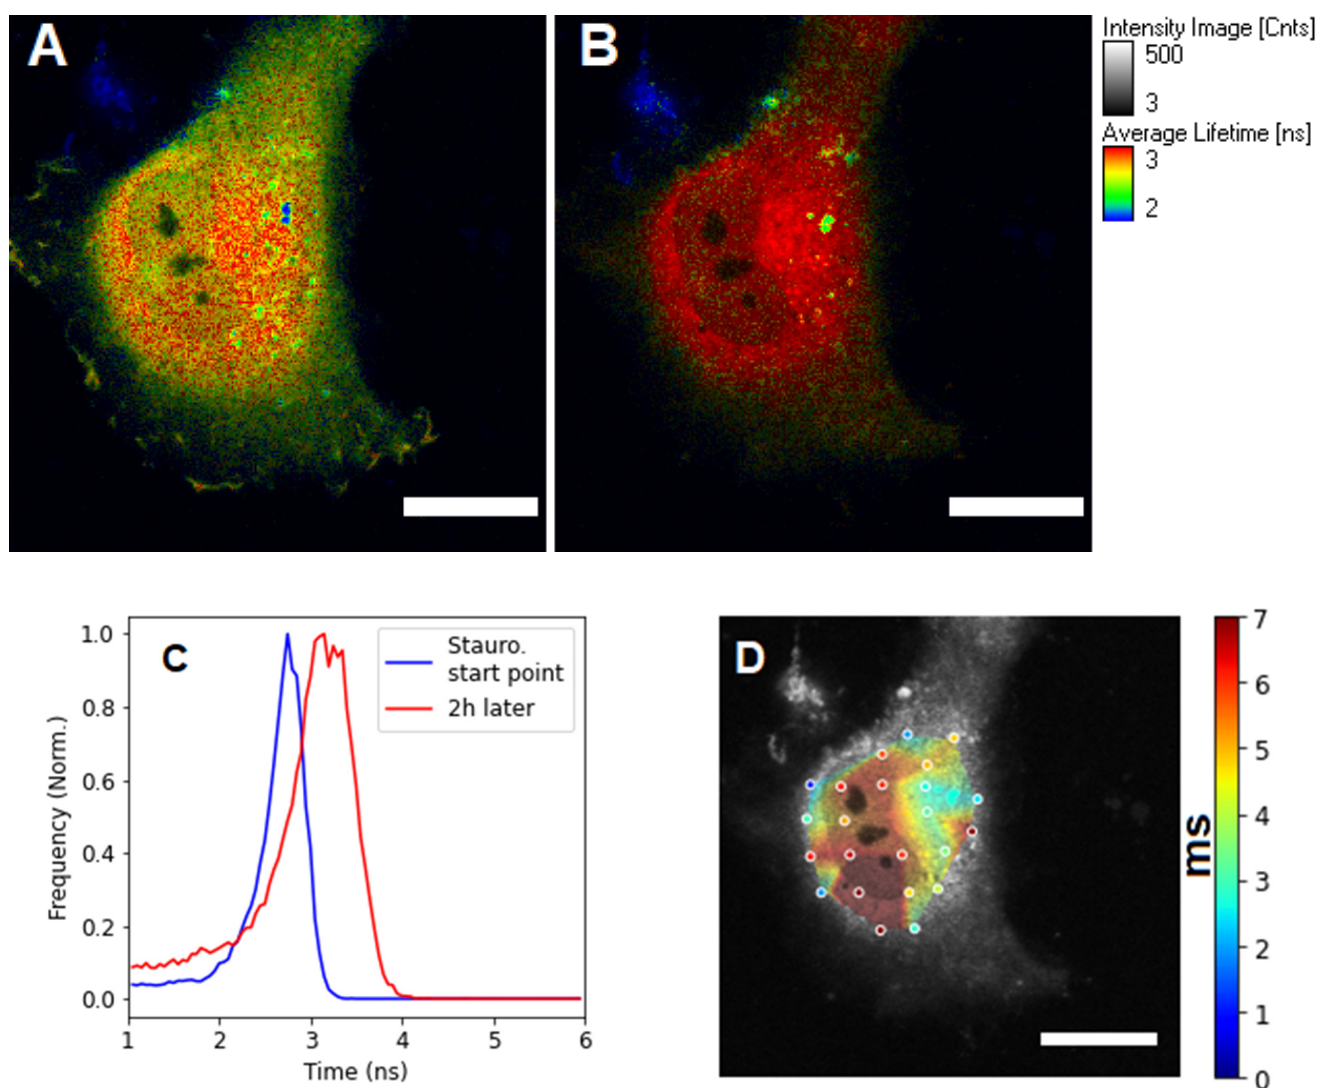 A
B
Intensity Image [Cnts]
500
3
Average Lifetime [ns]
3
2
C
Stauro.
start point
2h later
1.0
0.8
0.6
0.4
0.2
0.0
Frequency (Norm.)
1 2 3 4 5 6
Time (ns)
D
7
6
5
4
3
2
1
0
ms